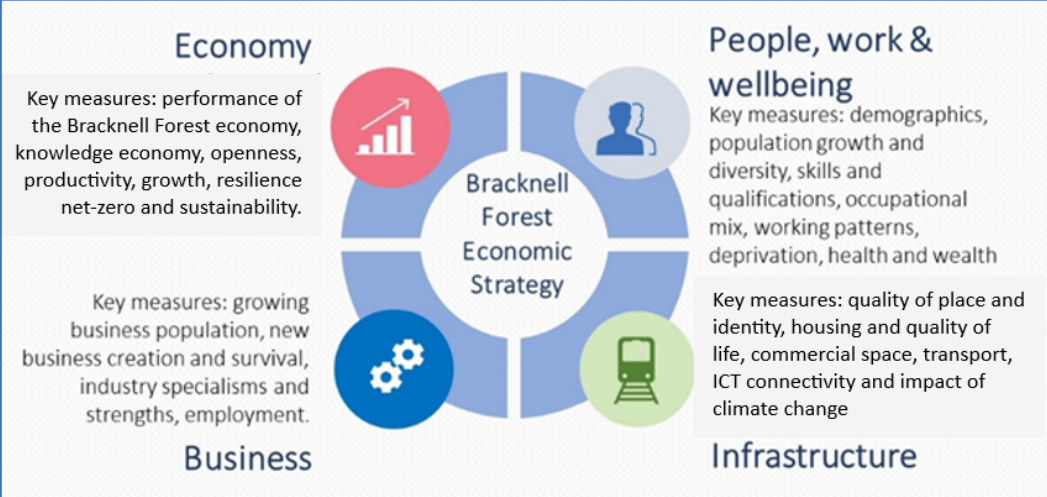 Economy
Key measures: performance of
the Bracknell Forest economy,
knowledge economy, openness,
productivity, growth, resilience
net-zero and sustainability.
People, work &
wellbeing
Key measures: demographics,
population growth and
diversity, skills and
qualifications, occupational
mix, working patterns,
deprivation, health and wealth
Bracknell
Forest
Economic
Strategy
Key measures: growing
business population, new
business creation and survival,
industry specialisms and
strengths, employment.
Business
Key measures: quality of place and
identity, housing and quality of
life, commercial space, transport,
ICT connectivity and impact of
climate change
Infrastructure